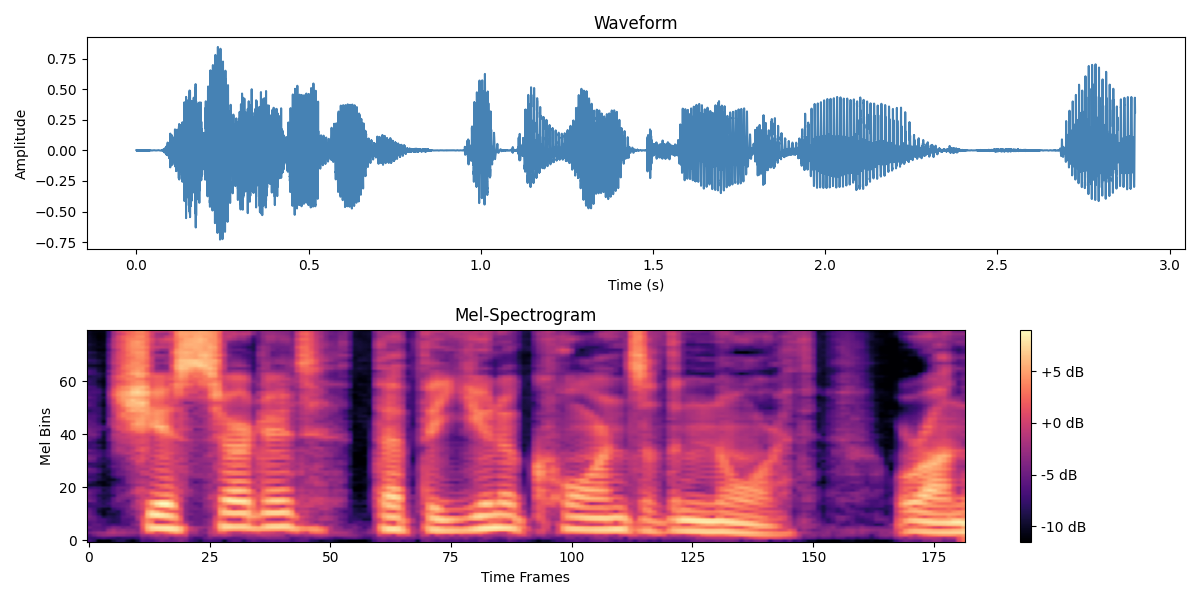 Waveform
0.75
0.50
0.25
0.00
−0.25
−0.50
−0.75
Amplitude
0.0 0.5 1.0 1.5 2.0 2.5 3.0
Time (s)
Mel-Spectrogram
60
40
20
0
Mel Bins
0 25 50 75 100 125 150 175
Time Frames
+5 dB
+0 dB
-5 dB
-10 dB